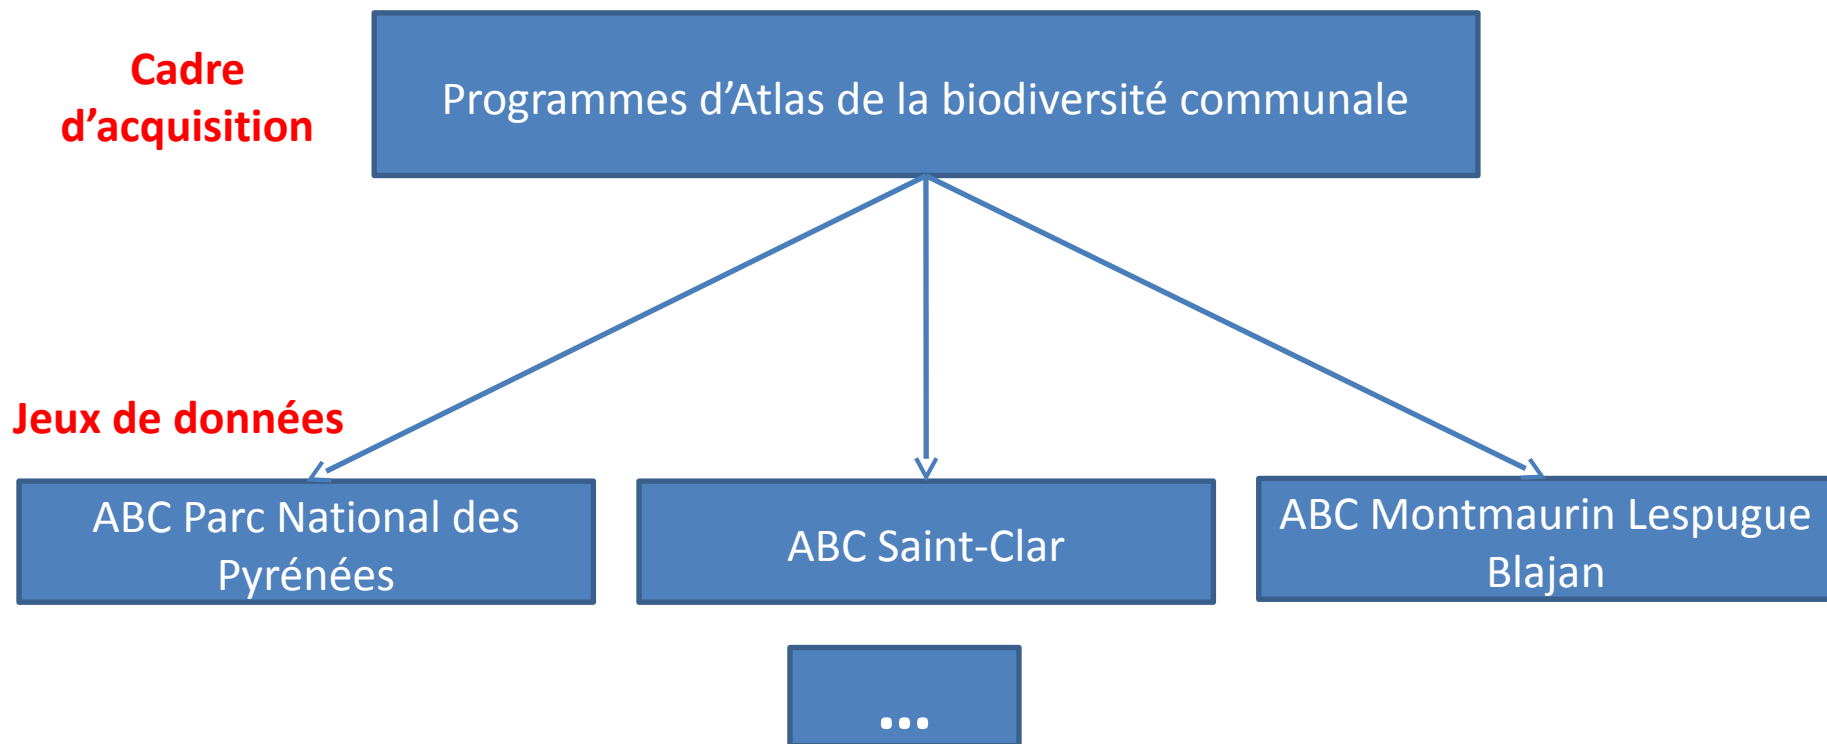 Cadre
d’acquisition
Programmes d’Atlas de la biodiversité communale
Jeux de données
ABC Parc National des
Pyrénées
ABC Saint-Clar
ABC Montmaurin Lespugue
Blajan
...